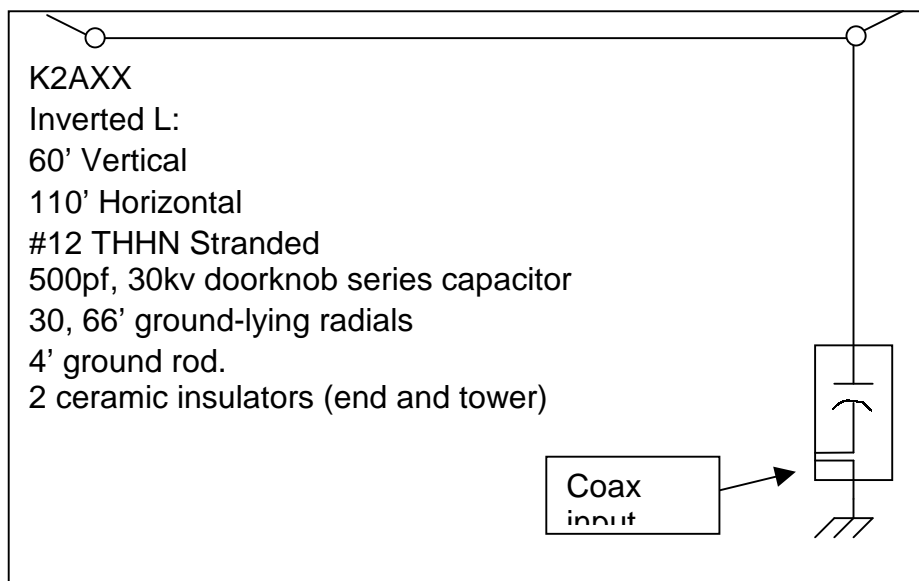 K2AXX
Inverted L:
60’ Vertical
110’ Horizontal
#12 THHN Stranded
500pf, 30kv doorknob series capacitor
30, 66’ ground-lying radials
4’ ground rod.
2 ceramic insulators (end and tower)
Coax
input